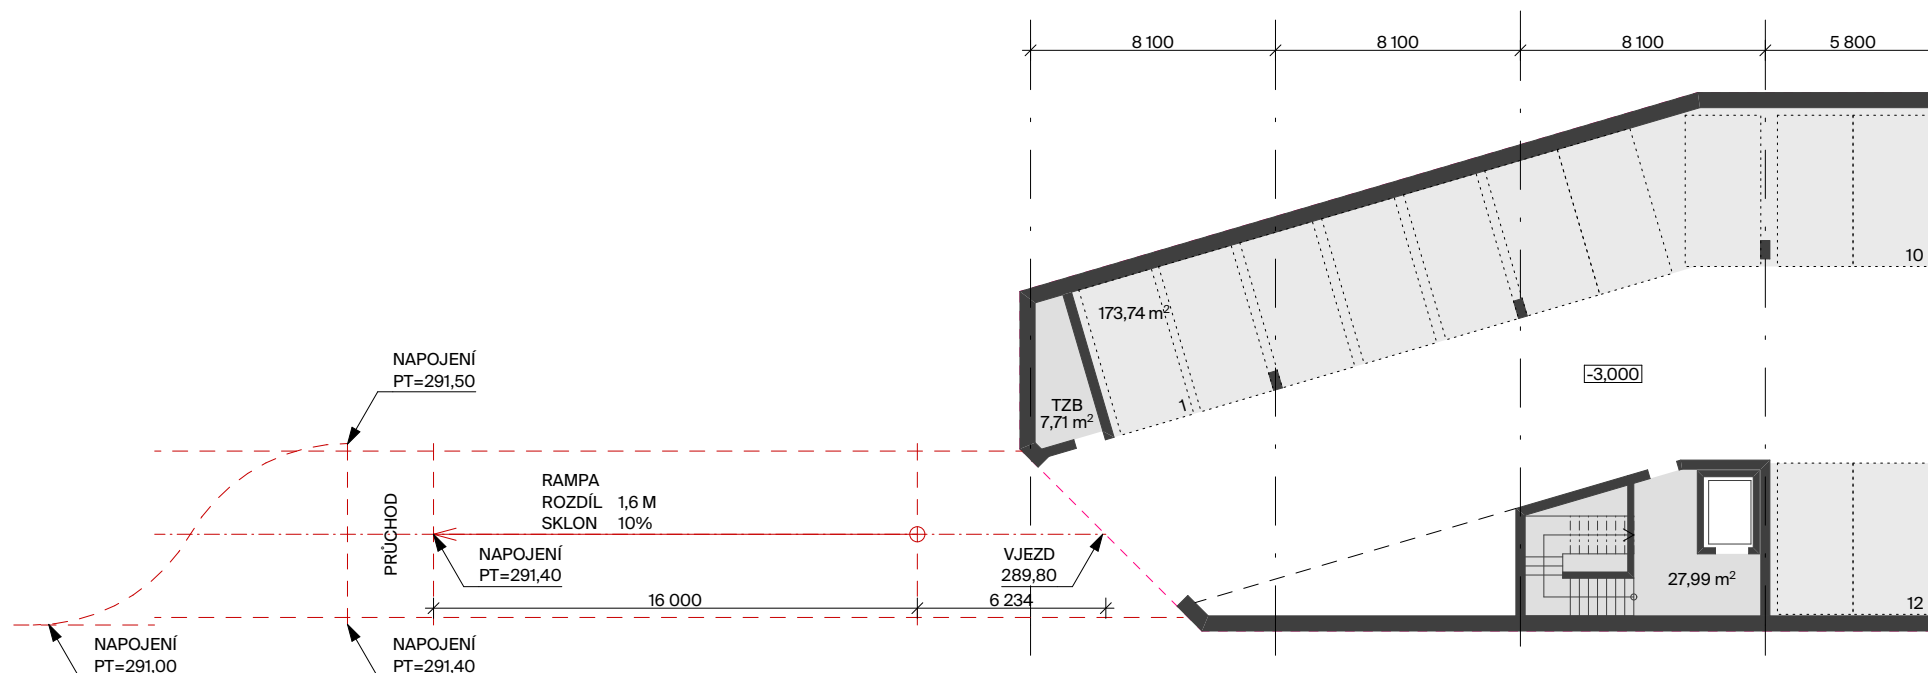 8 100
8 100
8 100
5 800
10
173,74 m²
-3,000
NAPOJENÍ
PT=291,50
1
TZB
7,71 m²
RAMPA
ROZDÍL 1,6 M
SKLON 10%
PRŮCHOD
NAPOJENÍ
PT=291,40
VJEZD
289,80
27,99 m²
16 000
6 234
12
NAPOJENÍ
PT=291,00
NAPOJENÍ
PT=291,40